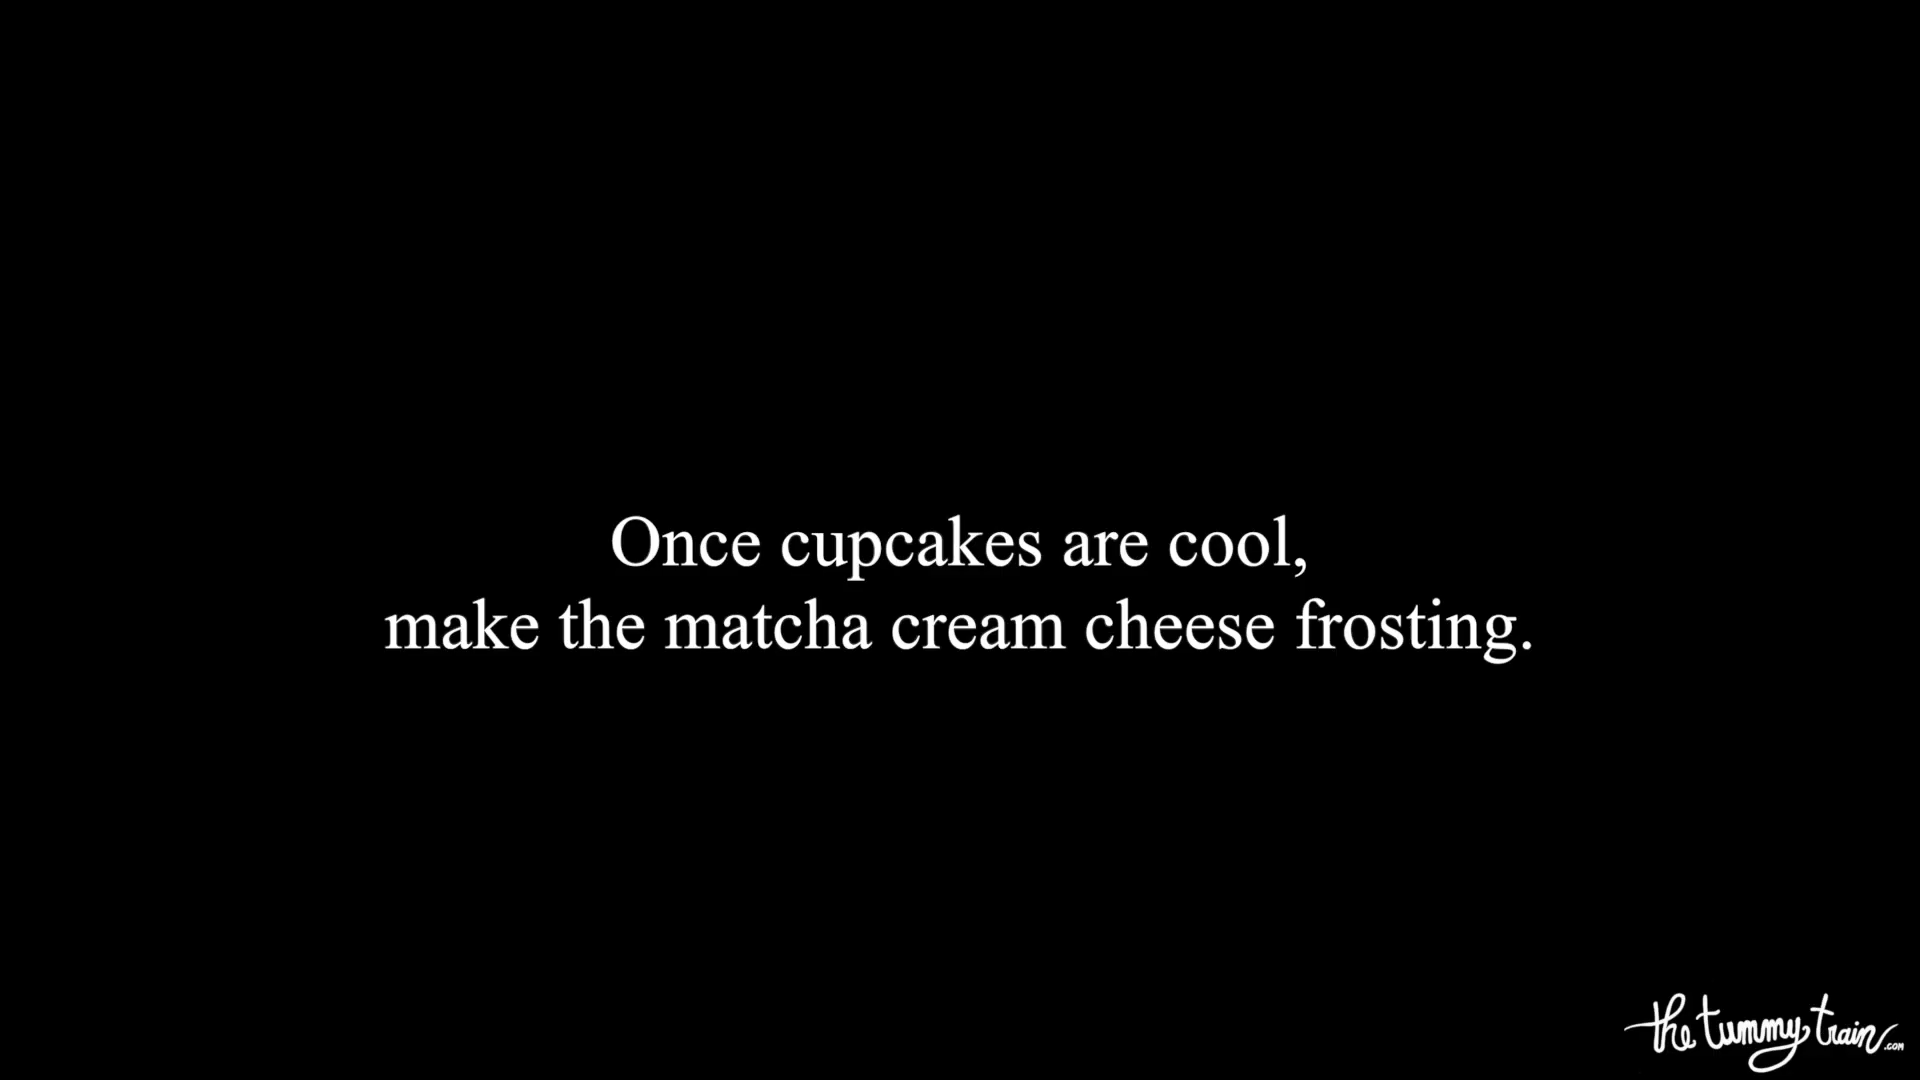 Once cupcakes are cool,
make the matcha cream cheese frosting.
the tummy train.com